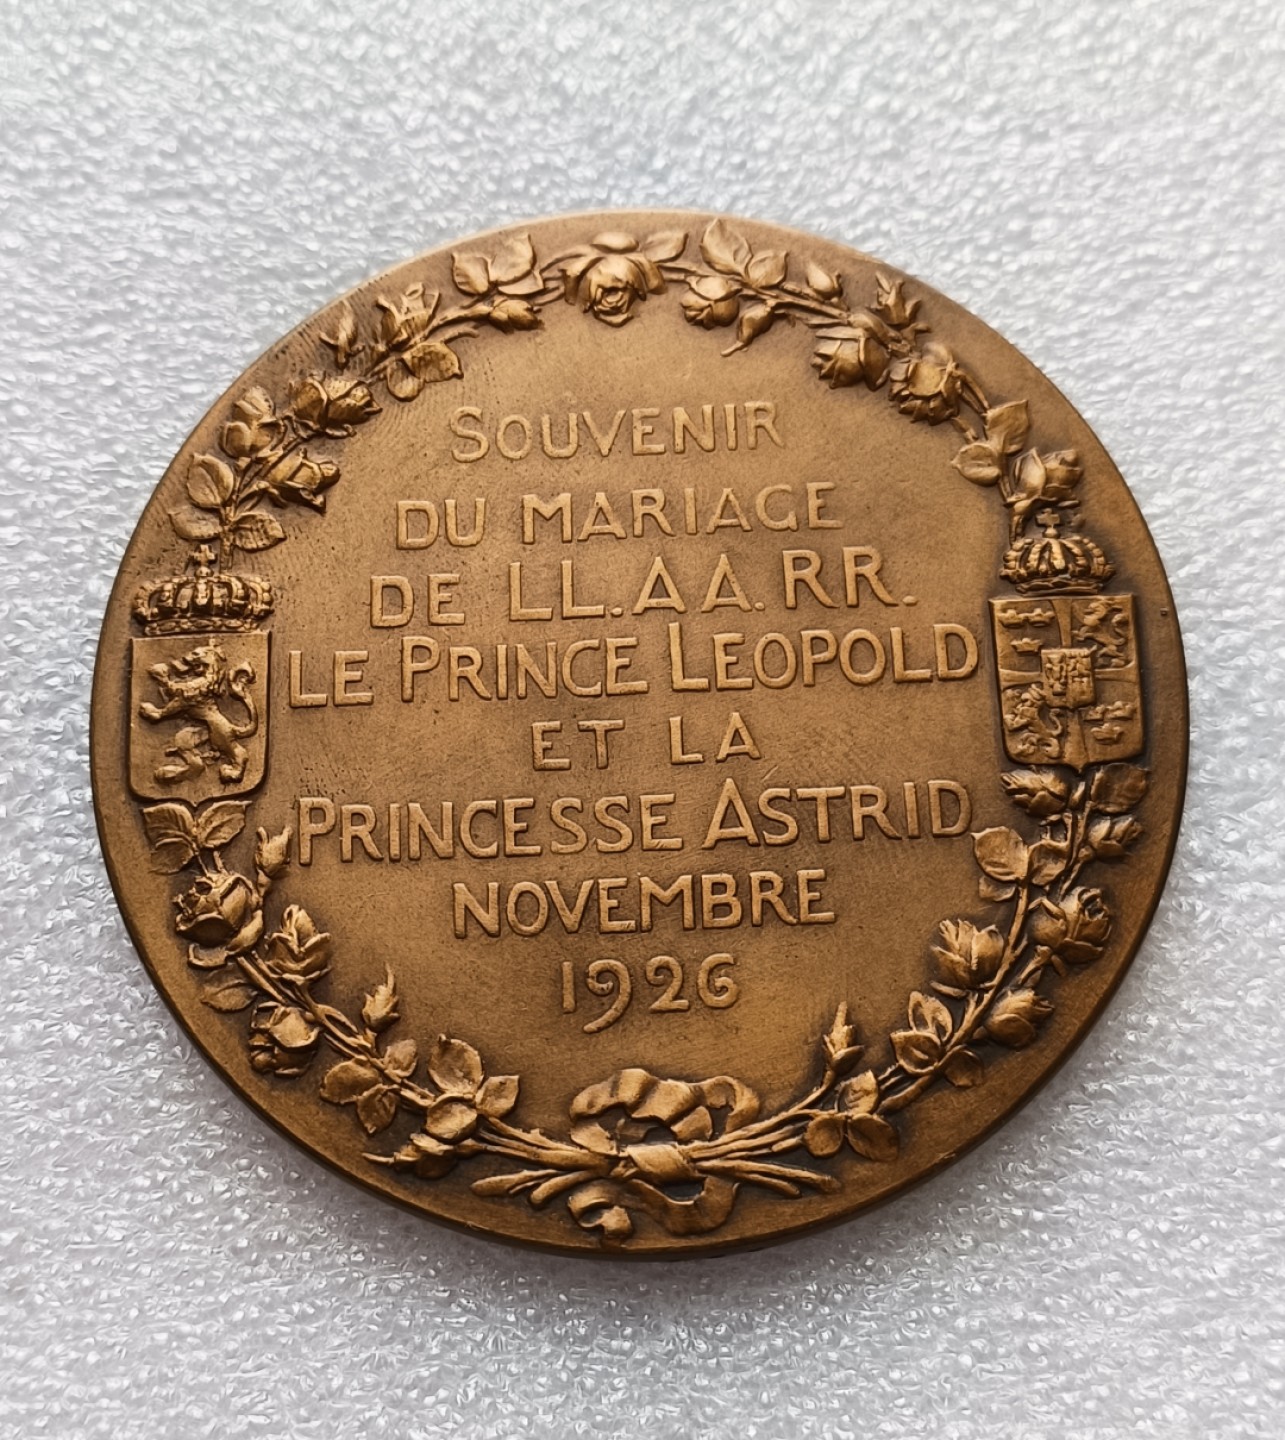 SOUVENIR
DU MARIAGE
DE LL.AA.RR.
LE PRINCE LEOPOLD
ET LA
PRINCESSE ASTRID
NOVEMBRE
1926